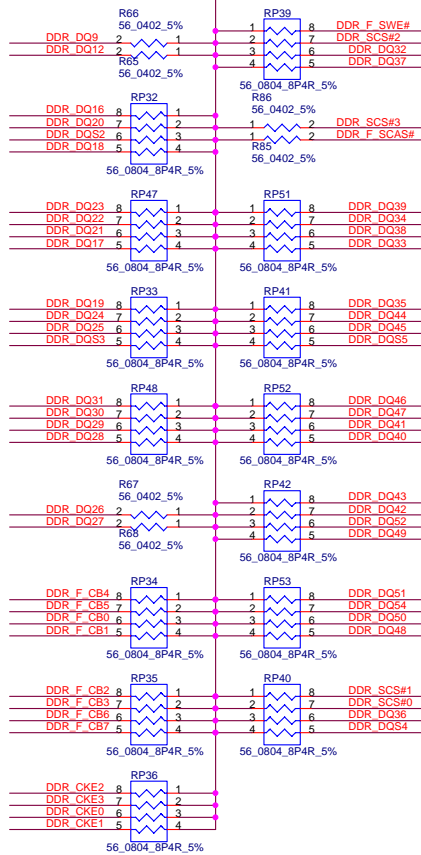 R66
56_0402_5%
DDR_DQ9 2 1
DDR_DQ12 2 1
R65
56_0402_5%
RP39
1 8 DDR_F_SWE#
2 7 DDR_SCS#2
3 6 DDR_DQ32
4 5 DDR_DQ37
56_0804_8P4R_5%
RP32
DDR_DQ16 8 1
DDR_DQ20 7 2
DDR_DQS2 6 3
DDR_DQ18 5 4
56_0804_8P4R_5%
R86
56_0402_5%
1 2 DDR_SCS#3
1 2 DDR_F_SCAS#
R85
56_0402_5%
RP47
DDR_DQ23 8 1
DDR_DQ22 7 2
DDR_DQ21 6 3
DDR_DQ17 5 4
56_0804_8P4R_5%
RP51
1 8 DDR_DQ39
2 7 DDR_DQ34
3 6 DDR_DQ38
4 5 DDR_DQ33
56_0804_8P4R_5%
RP33
DDR_DQ19 8 1
DDR_DQ24 7 2
DDR_DQ25 6 3
DDR_DQS3 5 4
56_0804_8P4R_5%
RP41
1 8 DDR_DQ35
2 7 DDR_DQ44
3 6 DDR_DQ45
4 5 DDR_DQS5
56_0804_8P4R_5%
RP48
DDR_DQ31 8 1
DDR_DQ30 7 2
DDR_DQ29 6 3
DDR_DQ28 5 4
56_0804_8P4R_5%
RP52
1 8 DDR_DQ46
2 7 DDR_DQ47
3 6 DDR_DQ41
4 5 DDR_DQ40
56_0804_8P4R_5%
R67
56_0402_5%
DDR_DQ26 2 1
DDR_DQ27 2 1
R68
56_0402_5%
RP42
1 8 DDR_DQ43
2 7 DDR_DQ42
3 6 DDR_DQ52
4 5 DDR_DQ49
56_0804_8P4R_5%
RP34
DDR_F_CB4 8 1
DDR_F_CB5 7 2
DDR_F_CB0 6 3
DDR_F_CB1 5 4
56_0804_8P4R_5%
RP53
1 8 DDR_DQ51
2 7 DDR_DQ54
3 6 DDR_DQ50
4 5 DDR_DQ48
56_0804_8P4R_5%
RP35
DDR_F_CB2 8 1
DDR_F_CB3 7 2
DDR_F_CB6 6 3
DDR_F_CB7 5 4
56_0804_8P4R_5%
RP40
1 8 DDR_SCS#1
2 7 DDR_SCS#0
3 6 DDR_DQ36
4 5 DDR_DQS4
56_0804_8P4R_5%
RP36
DDR_CKE2 8 1
DDR_CKE3 7 2
DDR_CKE0 6 3
DDR_CKE1 5 4
56_0804_8P4R_5%